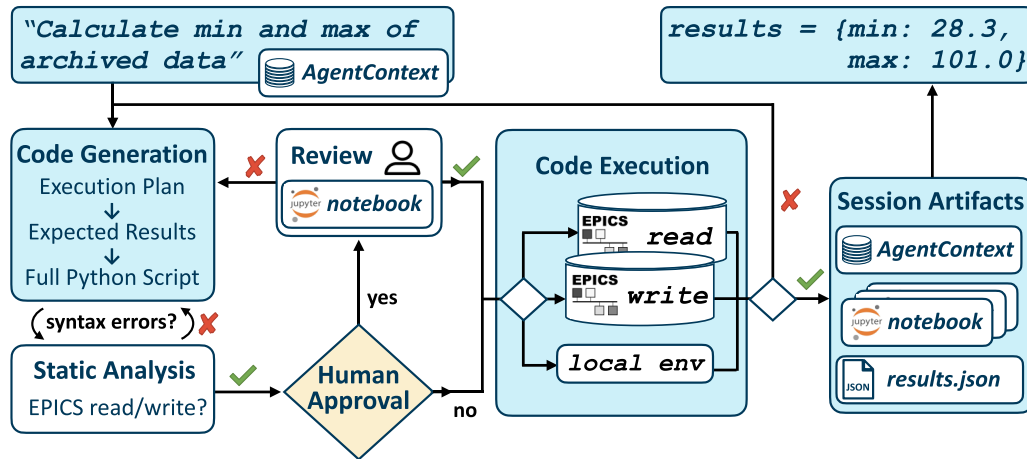 “Calculate min and max of
archived data”
AgentContext
results = {min: 28.3,
max: 101.0}
Code Generation
Execution Plan
Expected Results
Full Python Script
syntax errors?
Static Analysis
EPICS read/write?
Review
jupyter
notebook
yes
Human
Approval
no
Code Execution
EPICS
read
EPICS
write
local env
Session Artifacts
AgentContext
jupyter
notebook
JSON
results.json